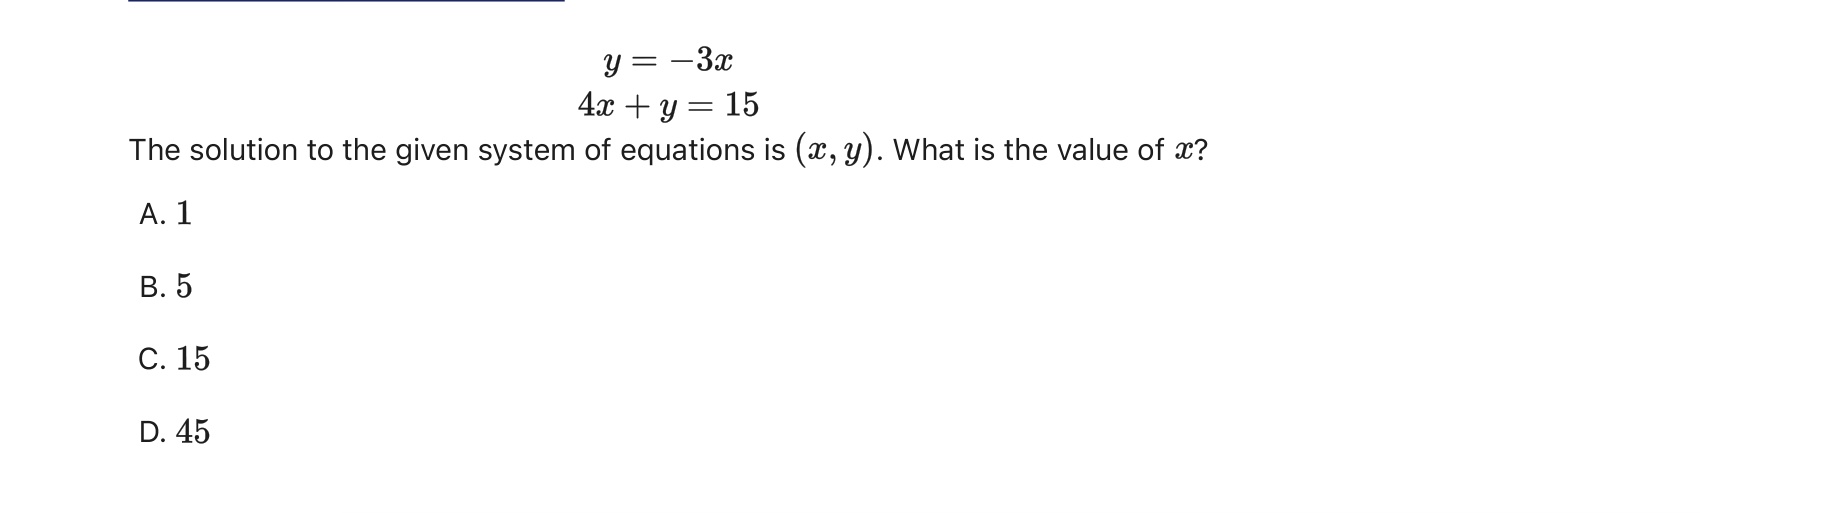 y = −3x
4x + y = 15
The solution to the given system of equations is (x, y). What is the value of x?
A. 1
B. 5
C. 15
D. 45